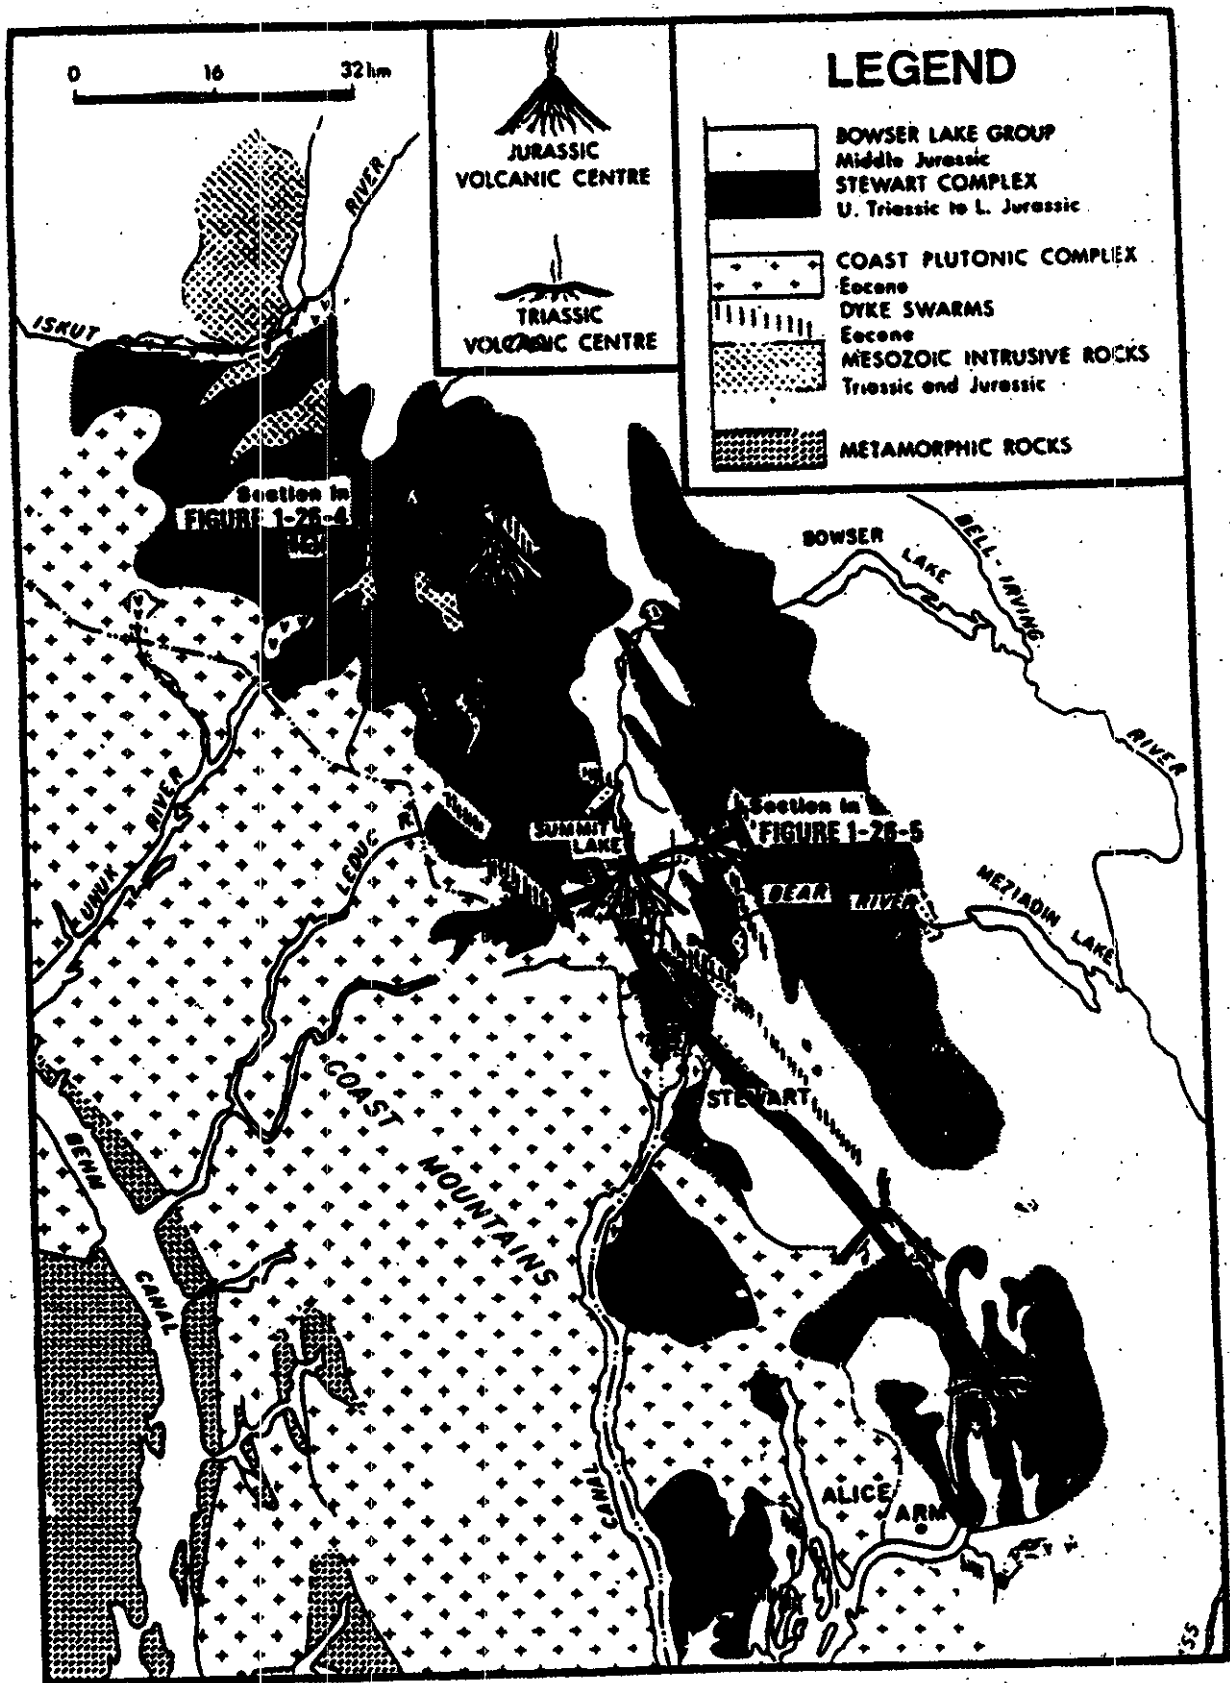 0 16 32 km
JURASSIC
VOLCANIC CENTRE
TRIASSIC
VOLCANIC CENTRE
LEGEND
BOWSER LAKE GROUP
Middle Jurassic
STEWART COMPLEX
U. Triassic to L. Jurassic
COAST PLUTONIC COMPLEX
Eocene
DYKE SWARMS
Eocene
MESOZOIC INTRUSIVE ROCKS
Triassic and Jurassic
METAMORPHIC ROCKS
RIVER
ISKUT
Section in
FIGURE 1-26-4
BOWSER
LAKE
BELL-IRVING
RIVER
UNUK
RIVER
LEDUC
R.
SUMMIT
LAKE
Section in
FIGURE 1-26-5
BEAR RIVER
MEZIADIN LAKE
COAST
MOUNTAINS
STEWART
BEHM
CANAL
CANAL
ALICE
ARM